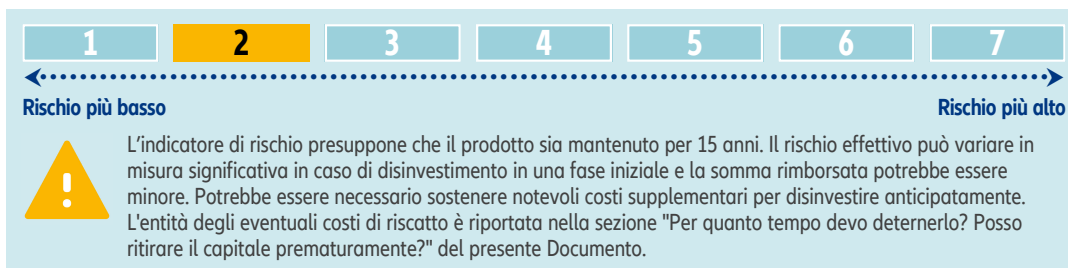 1 2 3 4 5 6 7
Rischio più basso Rischio più alto
L'indicatore di rischio presuppone che il prodotto sia mantenuto per 15 anni. Il rischio effettivo può variare in
misura significativa in caso di disinvestimento in una fase iniziale e la somma rimborsata potrebbe essere
minore. Potrebbe essere necessario sostenere notevoli costi supplementari per disinvestire anticipatamente.
L'entità degli eventuali costi di riscatto è riportata nella sezione "Per quanto tempo devo deternerlo? Posso
ritirare il capitale prematuramente?" del presente Documento.